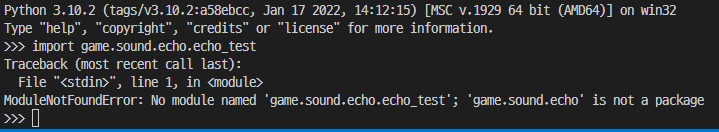 Python 3.10.2 (tags/v3.10.2:a58ebcc, Jan 17 2022, 14:12:15) [MSC v.1929 64 bit (AMD64)] on win32
Type "help", "copyright", "credits" or "license" for more information.
>>> import game.sound.echo.echo_test
Traceback (most recent call last):
  File "<stdin>", line 1, in <module>
ModuleNotFoundError: No module named 'game.sound.echo.echo_test'; 'game.sound.echo' is not a package
>>>